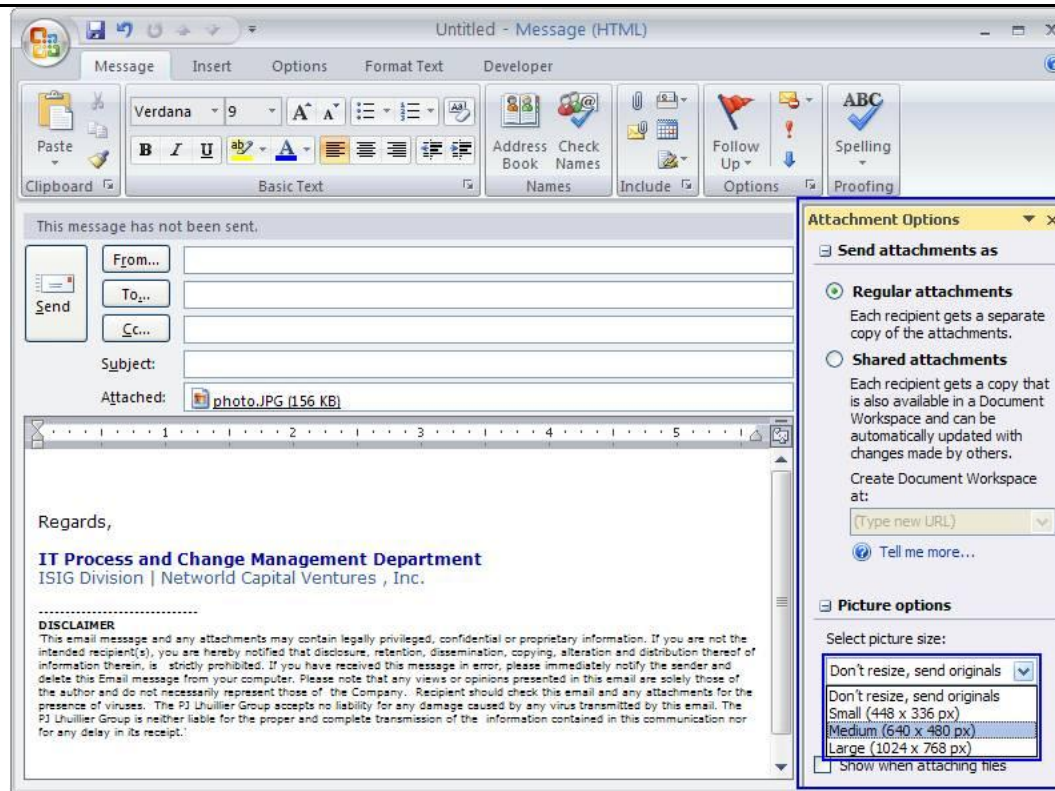 Untitled - Message (HTML)
Message Insert Options Format Text Developer
Verdana 9
Paste
Address Book
Check Names
Follow Up
ABC
Spelling
Clipboard Basic Text Names Include Options Proofing
This message has not been sent.
Send
From...
To...
Cc...
Subject:
Attached: photo.JPG (156 KB)
1 2 3 4 5
Regards,
IT Process and Change Management Department
ISIG Division | Networld Capital Ventures , Inc.
------------------------------
DISCLAIMER
'This email message and any attachments may contain legally privileged, confidential or proprietary information. If you are not the
intended recipient(s), you are hereby notified that disclosure, retention, dissemination, copying, alteration and distribution thereof of
information therein, is strictly prohibited. If you have received this message in error, please immediately notify the sender and
delete this Email message from your computer. Please note that any views or opinions presented in this email are solely those of
the author and do not necessarily represent those of the Company. Recipient should check this email and any attachments for the
presence of viruses. The PJ Lhuillier Group accepts no liability for any damage caused by any virus transmitted by this email. The
PJ Lhuillier Group is neither liable for the proper and complete transmission of the information contained in this communication nor
for any delay in its receipt.'
Attachment Options
Send attachments as
Regular attachments
Each recipient gets a separate
copy of the attachments.
Shared attachments
Each recipient gets a copy that
is also available in a Document
Workspace and can be
automatically updated with
changes made by others.
Create Document Workspace
at:
(Type new URL)
Tell me more...
Picture options
Select picture size:
Don't resize, send originals
Don't resize, send originals
Small (448 x 336 px)
Medium (640 x 480 px)
Large (1024 x 768 px)
Show when attaching files